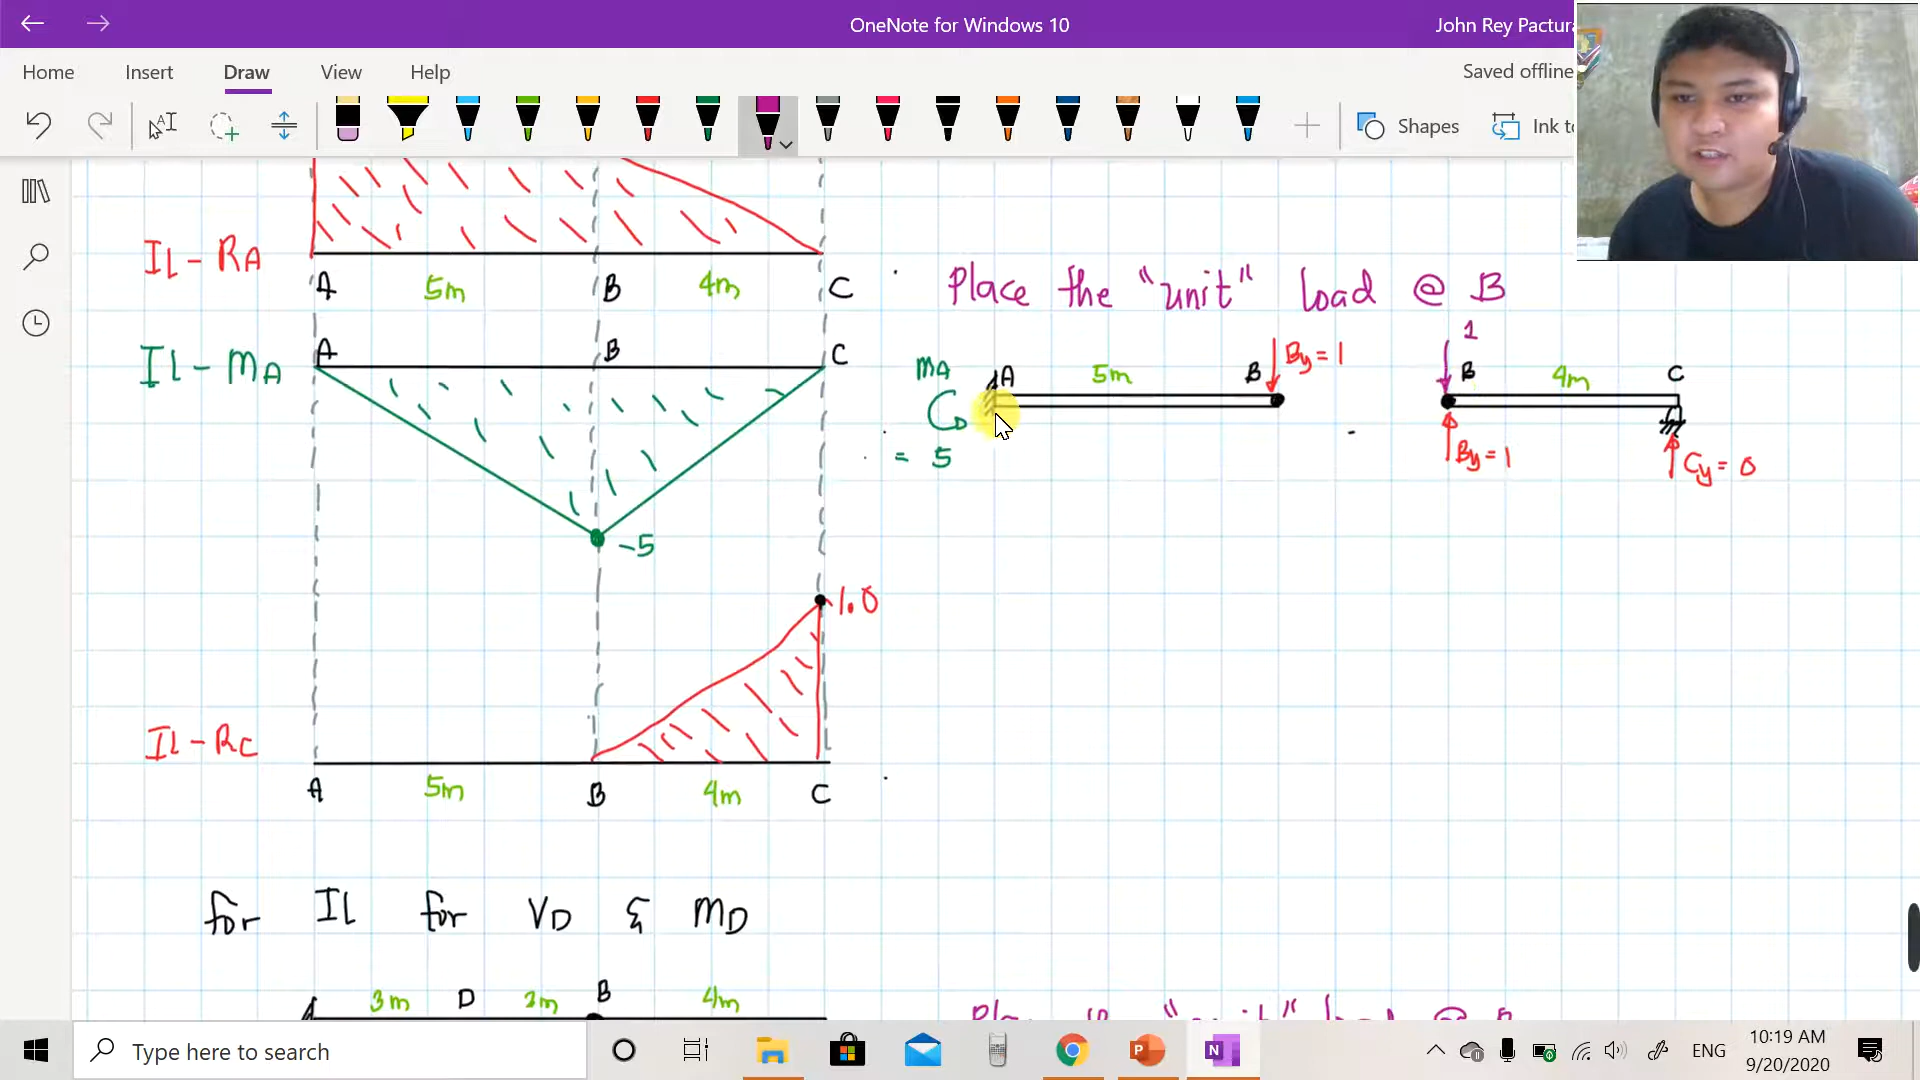 OneNote for Windows 10
John Rey Pactura
Home
Insert
Draw
View
Help
Saved offline
Shapes
Ink to
IL - RA
A
5m
B
4m
C
Place the "unit" load @ B
IL - MA
A
B
C
-5
MA
= 5
A
5m
B
By = 1
1
B
4m
C
By = 1
Cy = 0
1.0
IL - RC
A
5m
B
4m
C
for IL for VD & MD
3m
D
2m
B
4m
Type here to search
ENG
10:19 AM
9/20/2020